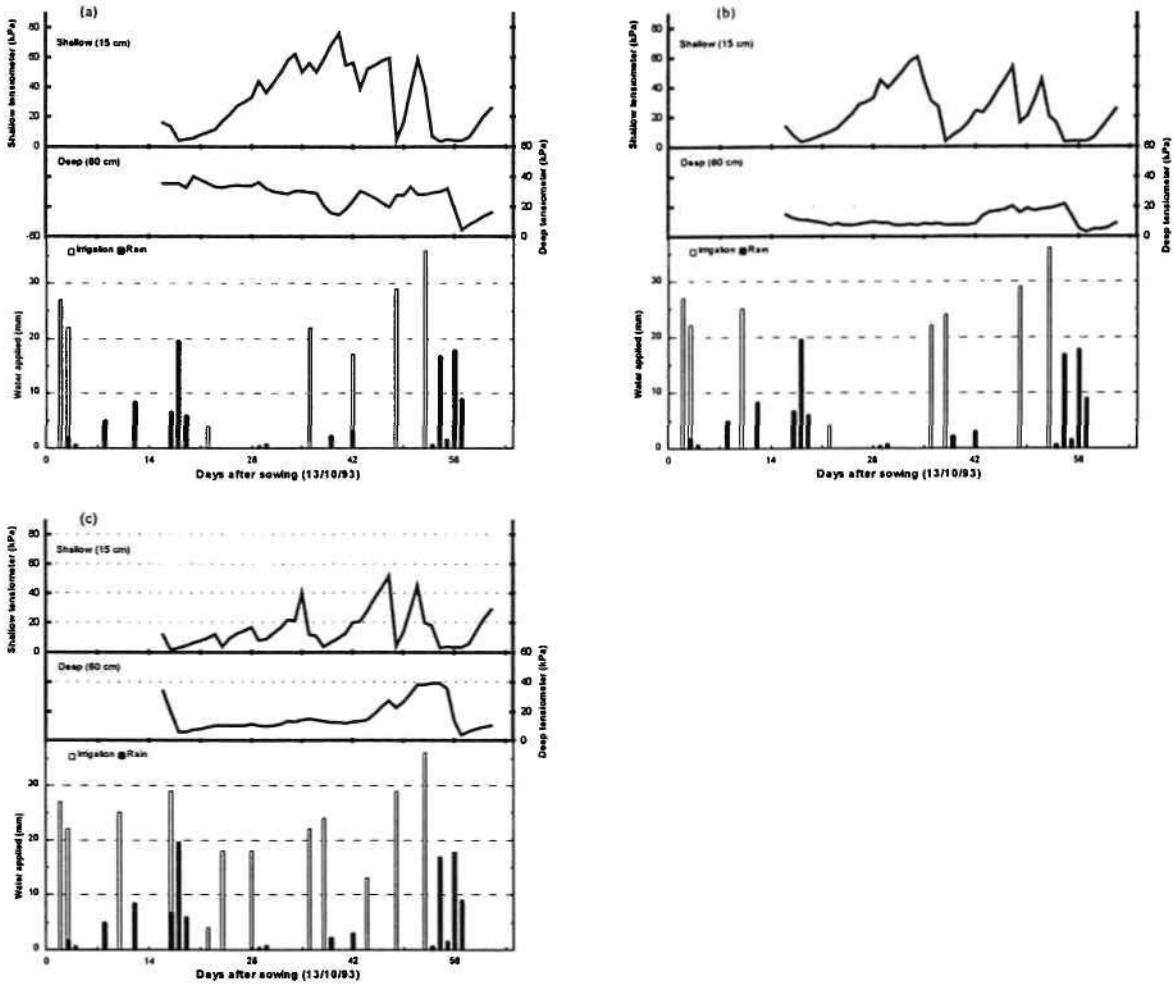 (a)
Shallow tensiometer (kPa)
80
60
40
20
0
Shallow (15 cm)
Deep (60 cm)
60
40
20
0
-60
Deep tensiometer (kPa)
Irrigation Rain
Water applied (mm)
30
20
10
0
0 14 28 42 56
Days after sowing (13/10/93)
(b)
Shallow tensiometer (kPa)
80
60
40
20
0
Shallow (15 cm)
Deep (60 cm)
60
40
20
0
-60
Deep tensiometer (kPa)
Irrigation Rain
Water applied (mm)
30
20
10
0
0 14 28 42 56
Days after sowing (13/10/93)
(c)
Shallow tensiometer (kPa)
80
60
40
20
0
Shallow (15 cm)
Deep (60 cm)
60
40
20
0
Deep tensiometer (kPa)
Irrigation Rain
Water applied (mm)
30
20
10
0
0 14 28 42 56
Days after sowing (13/10/93)